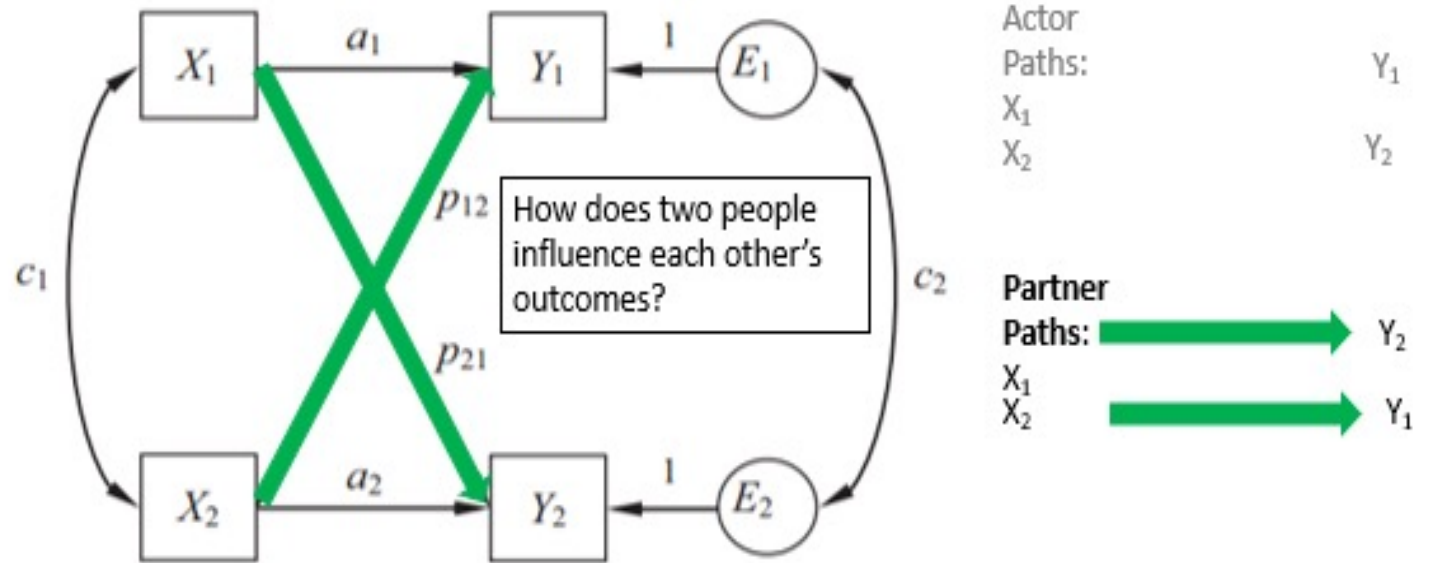 X₁
a₁
Y₁
1
E₁
p₁₂
How does two people
influence each other's
outcomes?
c₁
c₂
p₂₁
X₂
a₂
Y₂
1
E₂
Actor
Paths: Y₁
X₁
X₂ Y₂
Partner
Paths: Y₂
X₁
X₂ Y₁